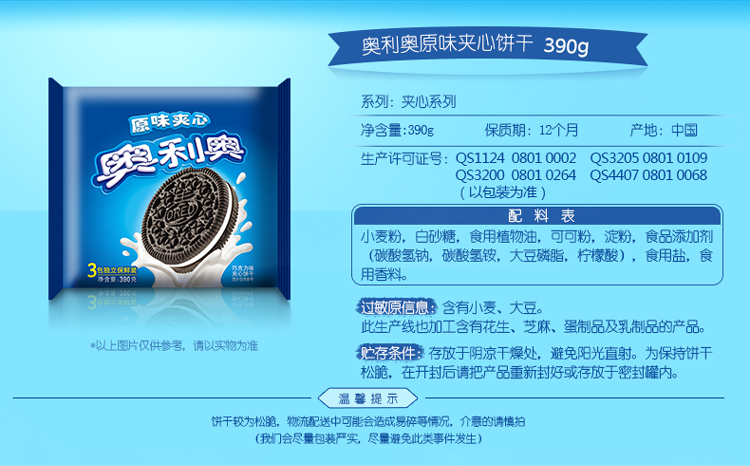 奥利奥原味夹心饼干 390g
系列: 夹心系列
净含量:390g 保质期: 12个月 产地: 中国
生产许可证号: QS1124 0801 0002 QS3205 0801 0109
QS3200 0801 0264 QS4407 0801 0068
(以包装为准)
配料表
小麦粉, 白砂糖, 食用植物油, 可可粉, 淀粉, 食品添加剂
(碳酸氢钠, 碳酸氢铵, 大豆磷脂, 柠檬酸), 食用盐, 食
用香料。
过敏原信息: 含有小麦、大豆。
此生产线也加工含有花生、芝麻、蛋制品及乳制品的产品。
贮存条件: 存放于阴凉干燥处, 避免阳光直射。为保持饼干
松脆, 在开封后请把产品重新封好或存放于密封罐内。
原味夹心
奥利奥
OREO
3包独立保鲜装
净含量:390克
巧克力味
夹心饼干
*以上图片仅供参考, 请以实物为准
温馨提示
饼干较为松脆, 物流配送中可能会造成易碎等情况, 介意的请慎拍
(我们会尽量包装严实, 尽量避免此类事件发生)